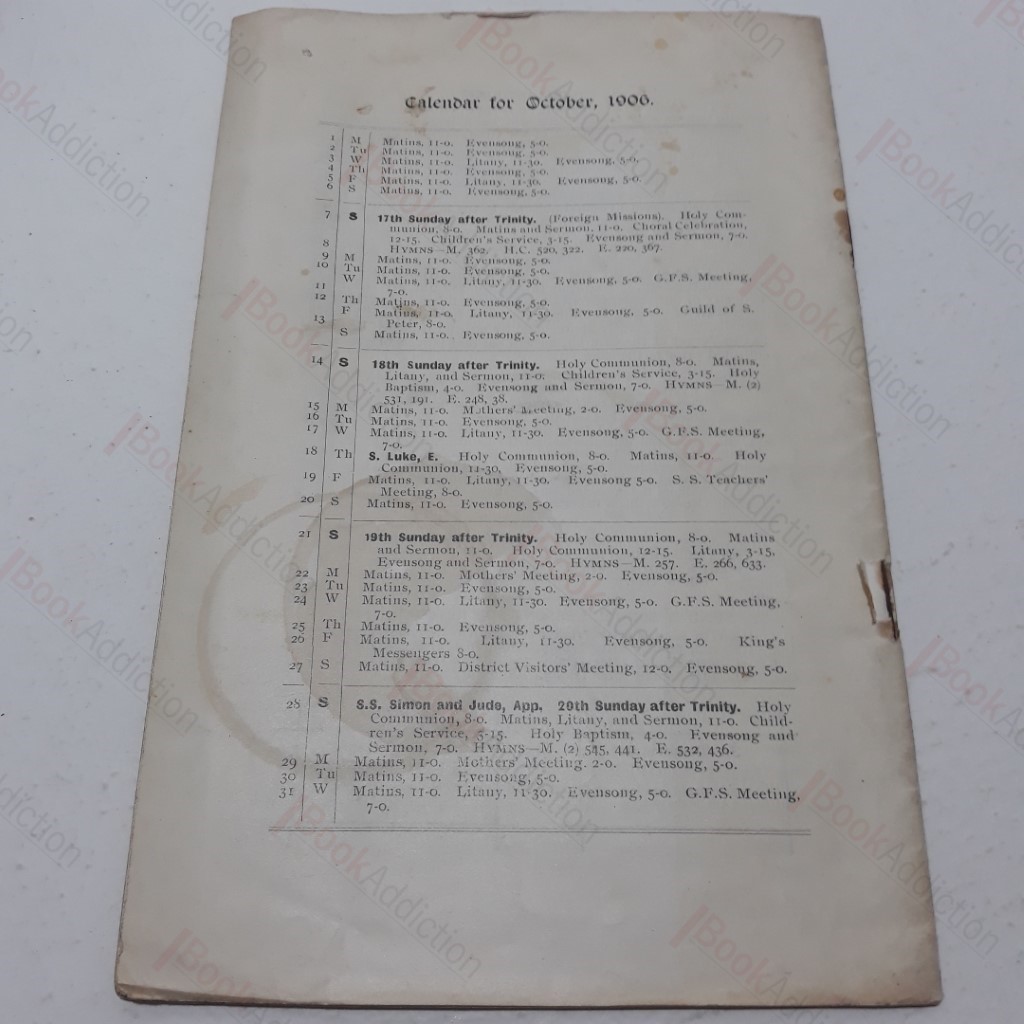 Calendar for October, 1906.
1 M Matins, 11-0. Evensong, 5-0.
2 Tu Matins, 11-0. Evensong, 5-0.
3 W Matins, 11-0. Litany, 11-30. Evensong, 5-0.
4 Th Matins, 11-0. Evensong, 5-0.
5 F Matins, 11-0. Litany, 11-30. Evensong, 5-0.
6 S Matins, 11-0. Evensong, 5-0.
7 S 17th Sunday after Trinity. (Foreign Missions). Holy Com-
munion, 8-0. Matins and Sermon, 11-0. Choral Celebration,
12-15. Children's Service, 3-15. Evensong and Sermon, 7-0.
HYMNS—M. 362. H.C. 520, 322. E. 220, 367.
8 M Matins, 11-0. Evensong, 5-0.
9 Tu Matins, 11-0. Evensong, 5-0.
10 W Matins, 11-0. Litany, 11-30. Evensong, 5-0. G.F.S. Meeting,
7-0.
11 Th Matins, 11-0. Evensong, 5-0.
12 F Matins, 11-0. Litany, 11-30. Evensong, 5-0. Guild of S.
Peter, 8-0.
13 S Matins, 11-0. Evensong, 5-0.
14 S 18th Sunday after Trinity. Holy Communion, 8-0. Matins,
Litany, and Sermon, 11-0. Children's Service, 3-15. Holy
Baptism, 4-0. Evensong and Sermon, 7-0. HYMNS—M. (2)
531, 191. E. 248, 38.
15 M Matins, 11-0. Mothers' Meeting, 2-0. Evensong, 5-0.
16 Tu Matins, 11-0. Evensong, 5-0.
17 W Matins, 11-0. Litany, 11-30. Evensong, 5-0. G.F.S. Meeting,
7-0.
18 Th S. Luke, E. Holy Communion, 8-0. Matins, 11-0. Holy
Communion, 11-30, Evensong, 5-0.
19 F Matins, 11-0. Litany, 11-30. Evensong 5-0. S. S. Teachers'
Meeting, 8-0.
20 S Matins, 11-0. Evensong, 5-0.
21 S 19th Sunday after Trinity. Holy Communion, 8-0. Matins
and Sermon, 11-0. Holy Communion, 12-15. Litany, 3-15.
Evensong and Sermon, 7-0. HYMNS—M. 257. E. 266, 633.
22 M Matins, 11-0. Mothers' Meeting, 2-0. Evensong, 5-0.
23 Tu Matins, 11-0. Evensong, 5-0.
24 W Matins, 11-0. Litany, 11-30. Evensong, 5-0. G.F.S. Meeting,
7-0.
25 Th Matins, 11-0. Evensong, 5-0.
26 F Matins, 11-0. Litany, 11-30. Evensong, 5-0. King's
Messengers 8-0.
27 S Matins, 11-0. District Visitors' Meeting, 12-0. Evensong, 5-0.
28 S S.S. Simon and Jude, App. 20th Sunday after Trinity. Holy
Communion, 8-0. Matins, Litany, and Sermon, 11-0. Child-
ren's Service, 3-15. Holy Baptism, 4-0. Evensong and
Sermon, 7-0. HYMNS—M. (2) 545, 441. E. 532, 436.
29 M Matins, 11-0. Mothers' Meeting. 2-0. Evensong, 5-0.
30 Tu Matins, 11-0. Evensong, 5-0.
31 W Matins, 11-0. Litany, 11-30. Evensong, 5-0. G.F.S. Meeting,
7-0.
BookAddiction